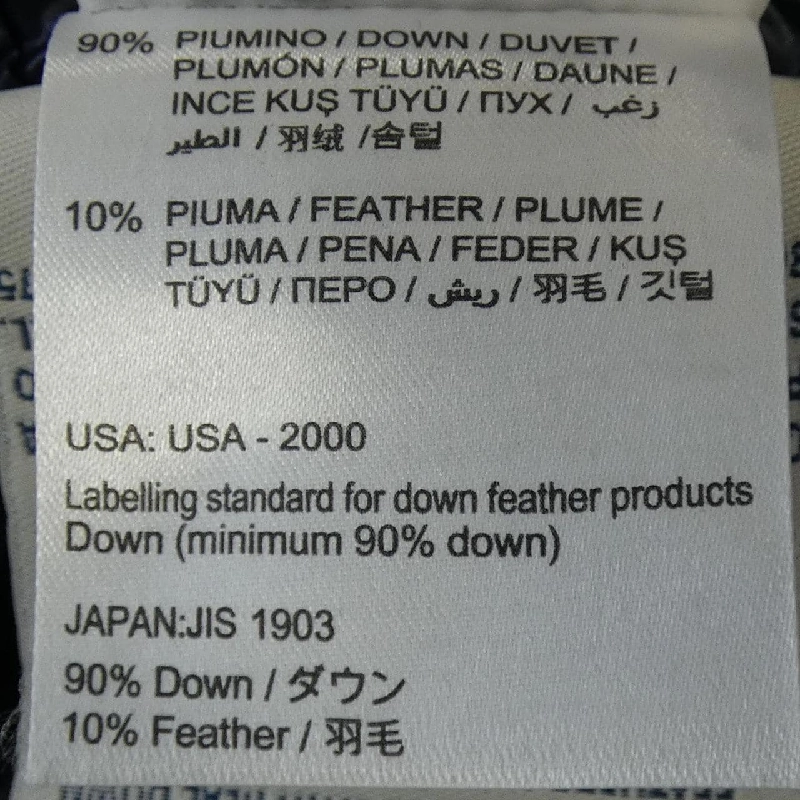 90% PIUMINO / DOWN / DUVET /
PLUMÓN / PLUMAS / DAUNE /
INCE KUŞ TÜYÜ / ПУХ / زغب
الطير / 羽绒 / 솜털
10% PIUMA / FEATHER / PLUME /
PLUMA / PENA / FEDER / KUŞ
TÜYÜ / ПЕРО / ريش / 羽毛 / 깃털
USA: USA - 2000
Labelling standard for down feather products
Down (minimum 90% down)
JAPAN:JIS 1903
90% Down / ダウン
10% Feather / 羽毛